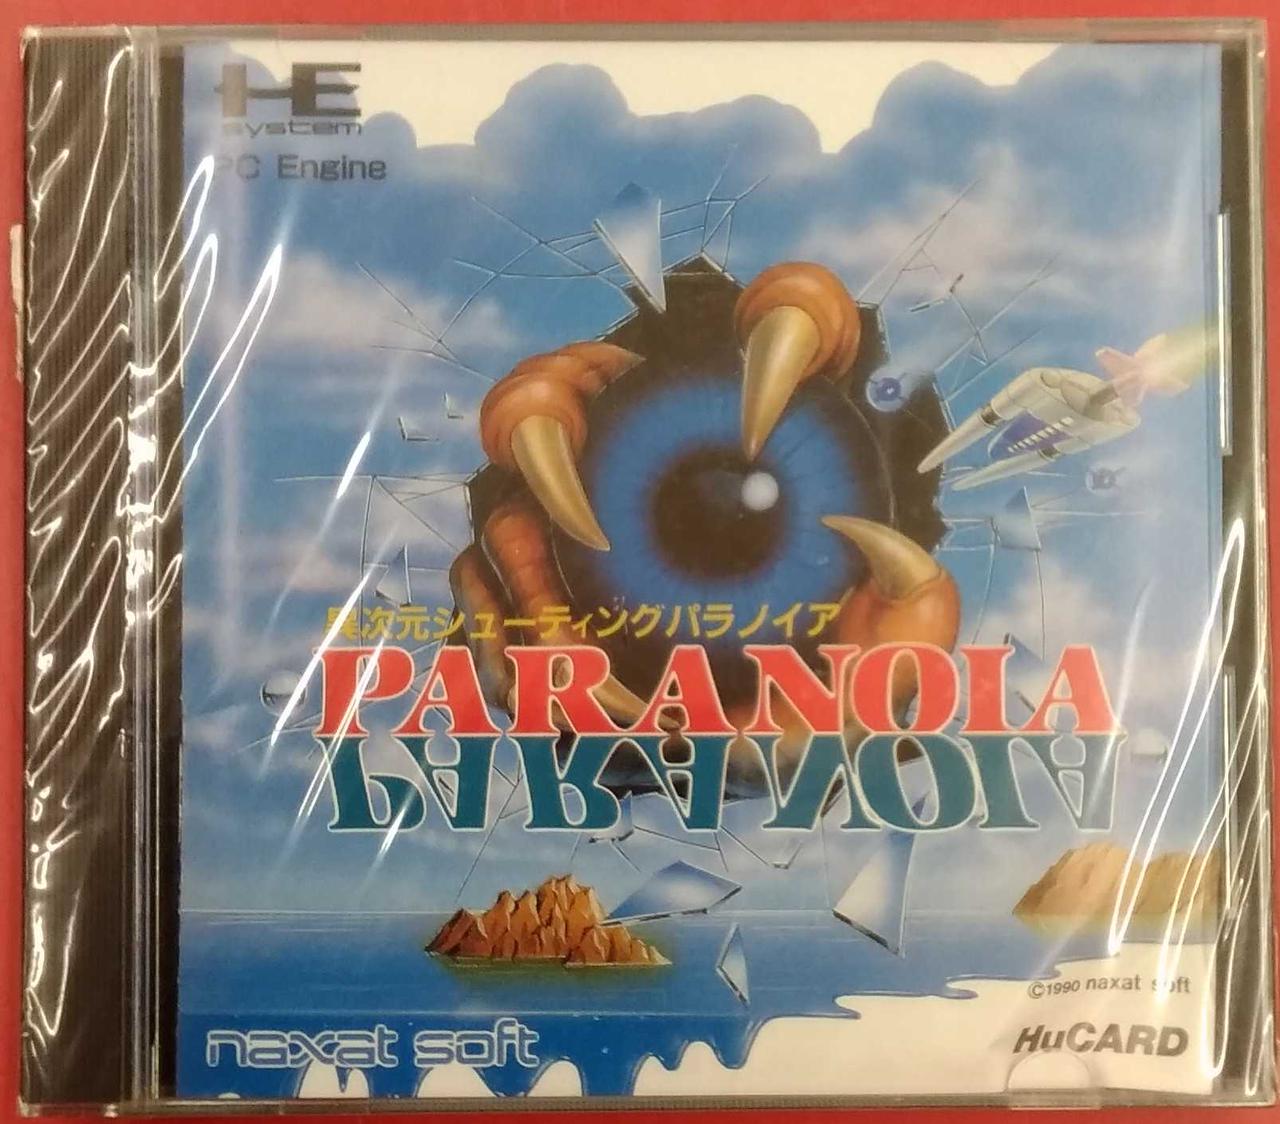 HE
system
PC Engine
異次元シューティングパラノイア
PARANOIA
PARANOIA
naxat soft
©1990 naxat soft
HuCARD